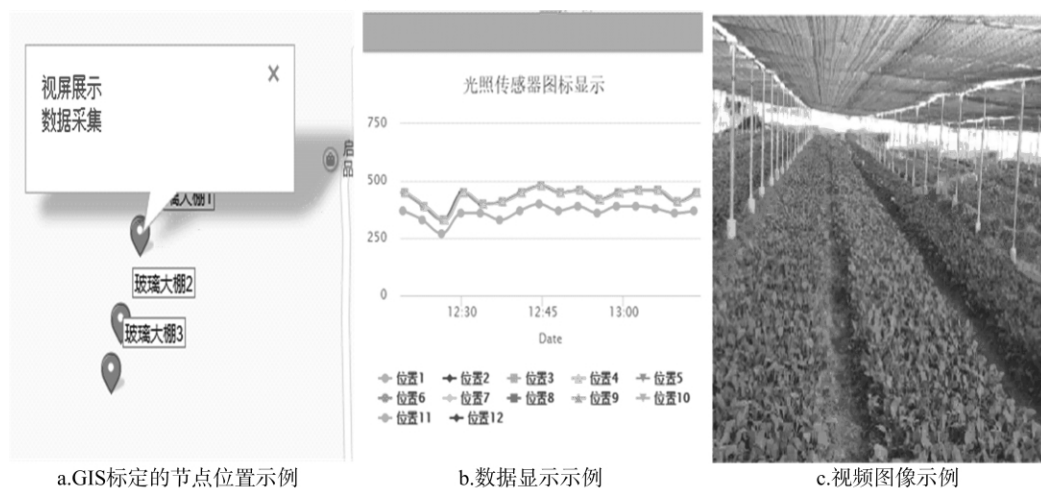 视屏展示
数据采集
璃大棚1
玻璃大棚2
玻璃大棚3
光照传感器图标显示
750
500
250
0
12:30 12:45 13:00
Date
位置1 位置2 位置3 位置4 位置5
位置6 位置7 位置8 位置9 位置10
位置11 位置12
a.GIS标定的节点位置示例 b.数据显示示例 c.视频图像示例